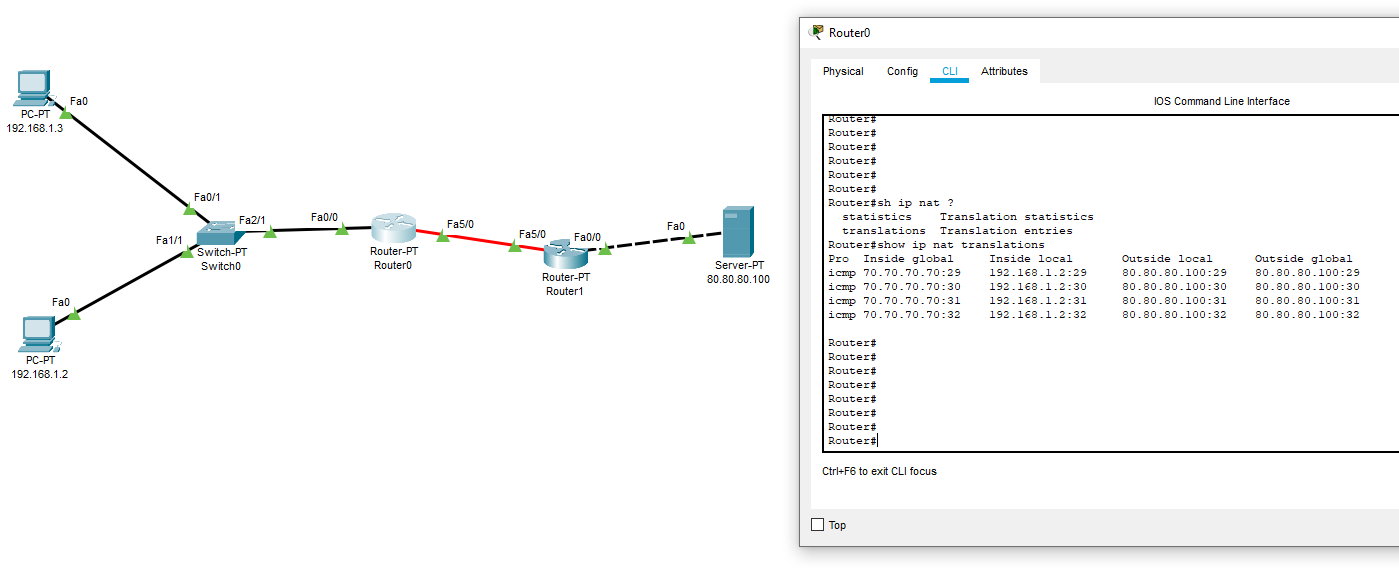 Fa0
PC-PT
192.168.1.3
Fa0/1
Fa2/1
Fa1/1
Switch-PT
Switch0
Fa0
PC-PT
192.168.1.2
Fa0/0
Router-PT
Router0
Fa5/0
Fa5/0
Fa0/0
Router-PT
Router1
Fa0
Server-PT
80.80.80.100
Router0
Physical Config CLI Attributes
IOS Command Line Interface
Router#
Router#
Router#
Router#
Router#
Router#
Router#sh ip nat ?
statistics Translation statistics
translations Translation entries
Router#show ip nat translations
Pro Inside global Inside local Outside local Outside global
icmp 70.70.70.70:29 192.168.1.2:29 80.80.80.100:29 80.80.80.100:29
icmp 70.70.70.70:30 192.168.1.2:30 80.80.80.100:30 80.80.80.100:30
icmp 70.70.70.70:31 192.168.1.2:31 80.80.80.100:31 80.80.80.100:31
icmp 70.70.70.70:32 192.168.1.2:32 80.80.80.100:32 80.80.80.100:32
Router#
Router#
Router#
Router#
Router#
Router#
Router#
Router#
Ctrl+F6 to exit CLI focus
Top